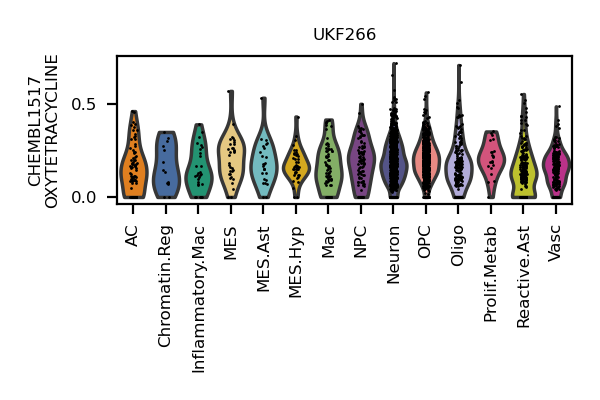 UKF266
CHEMBL1517
OXYTETRACYCLINE
0.5
0.0
AC
Chromatin.Reg
Inflammatory.Mac
MES
MES.Ast
MES.Hyp
Mac
NPC
Neuron
OPC
Oligo
Prolif.Metab
Reactive.Ast
Vasc